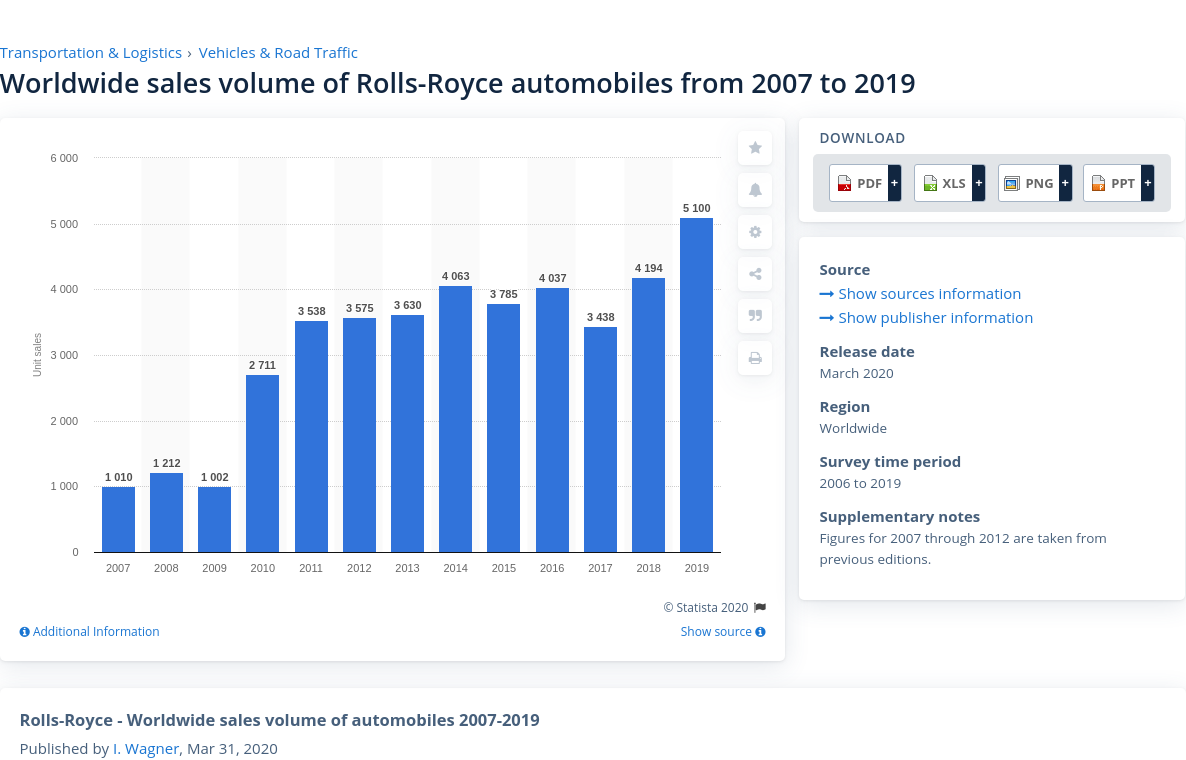 Transportation & Logistics › Vehicles & Road Traffic
Worldwide sales volume of Rolls-Royce automobiles from 2007 to 2019
6 000
5 000
4 000
3 000
2 000
1 000
0
Unit sales
1 010
1 212
1 002
2 711
3 538
3 575
3 630
4 063
3 785
4 037
3 438
4 194
5 100
2007 2008 2009 2010 2011 2012 2013 2014 2015 2016 2017 2018 2019
© Statista 2020
Additional Information
Show source
DOWNLOAD
PDF + XLS + PNG + PPT +
Source
Show sources information
Show publisher information
Release date
March 2020
Region
Worldwide
Survey time period
2006 to 2019
Supplementary notes
Figures for 2007 through 2012 are taken from
previous editions.
Rolls-Royce - Worldwide sales volume of automobiles 2007-2019
Published by I. Wagner, Mar 31, 2020